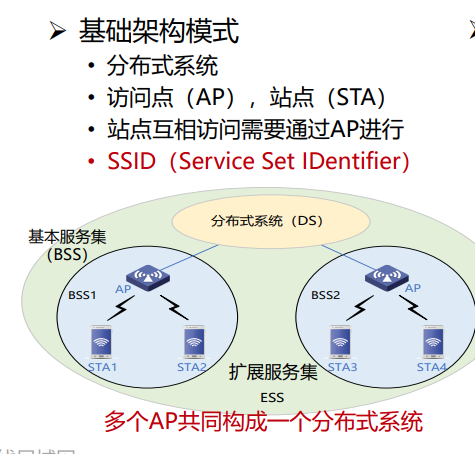 ➢ 基础架构模式
• 分布式系统
• 访问点（AP），站点（STA）
• 站点互相访问需要通过AP进行
• SSID（Service Set IDentifier）
分布式系统（DS）
基本服务集
（BSS）
BSS1
AP
STA1
STA2
BSS2
AP
STA3
STA4
扩展服务集
ESS
多个AP共同构成一个分布式系统